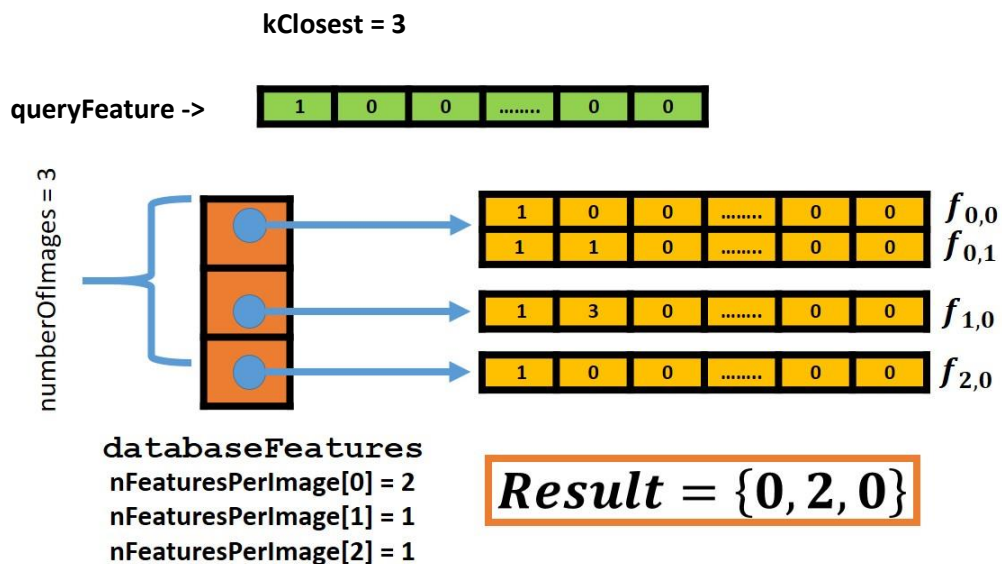 kClosest = 3
queryFeature -> 1 0 0 ........ 0 0
numberOfImages = 3
1 0 0 ........ 0 0 f0,0
1 1 0 ........ 0 0 f0,1
1 3 0 ........ 0 0 f1,0
1 0 0 ........ 0 0 f2,0
databaseFeatures
nFeaturesPerImage[0] = 2
nFeaturesPerImage[1] = 1
nFeaturesPerImage[2] = 1
Result = {0, 2, 0}